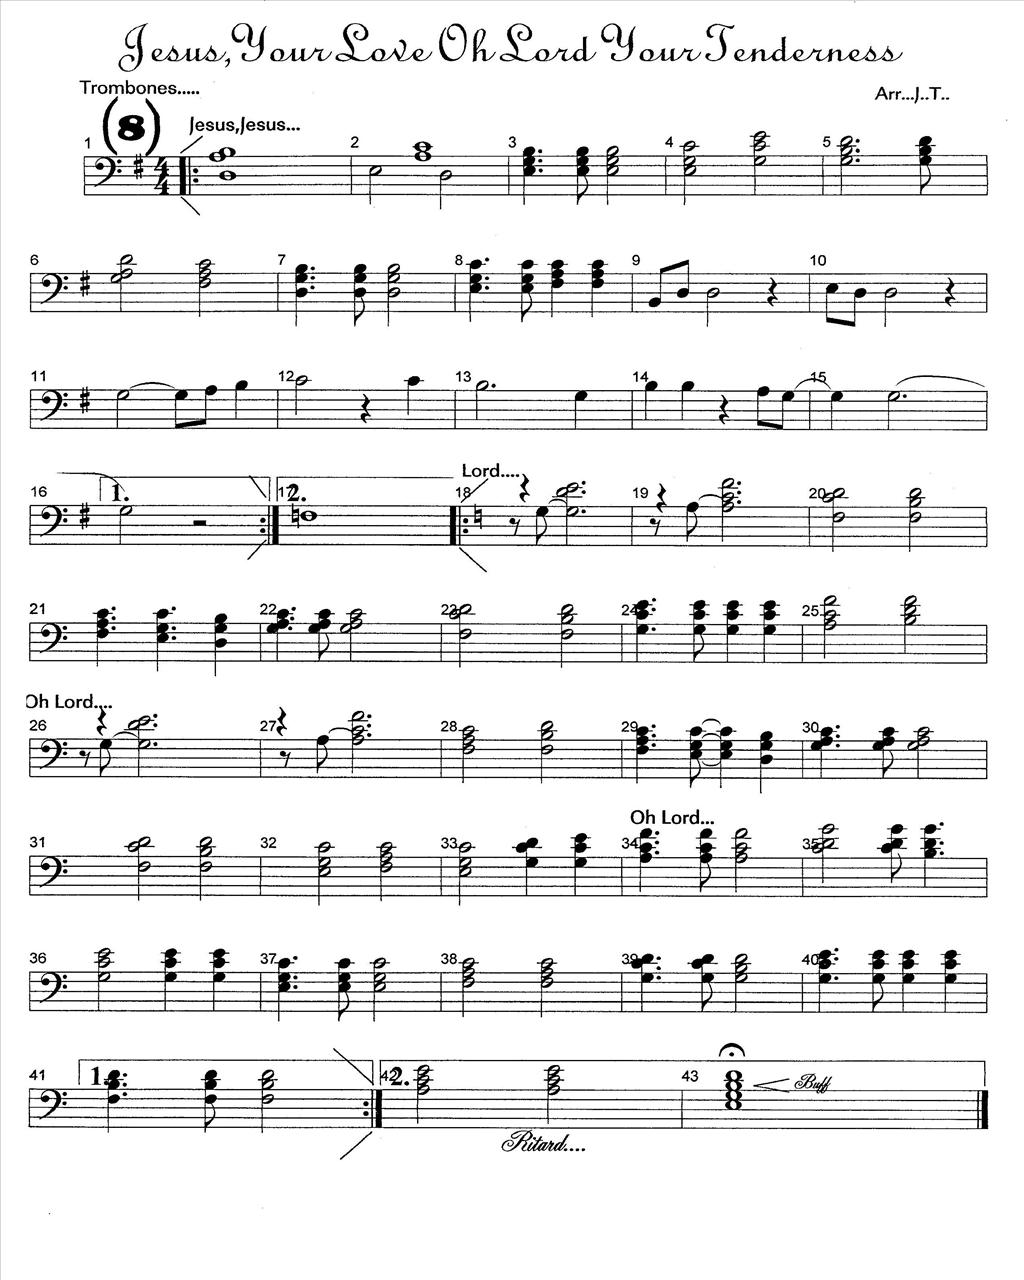 Jesus, Your Love Oh Lord Your Tenderness
Trombones.....
Arr...J..T..
(8)
Jesus,Jesus...
1 2 3 4 5
4
4
6 7 8 9 10
11 12 13 14 15
16 1. 17 2. 18 19 20
Lord....
21 22 23 24 25
Oh Lord....
26 27 28 29 30
Oh Lord...
31 32 33 34 35
36 37 38 39 40
41 1. 42 2. 43
Buff
Ritard....